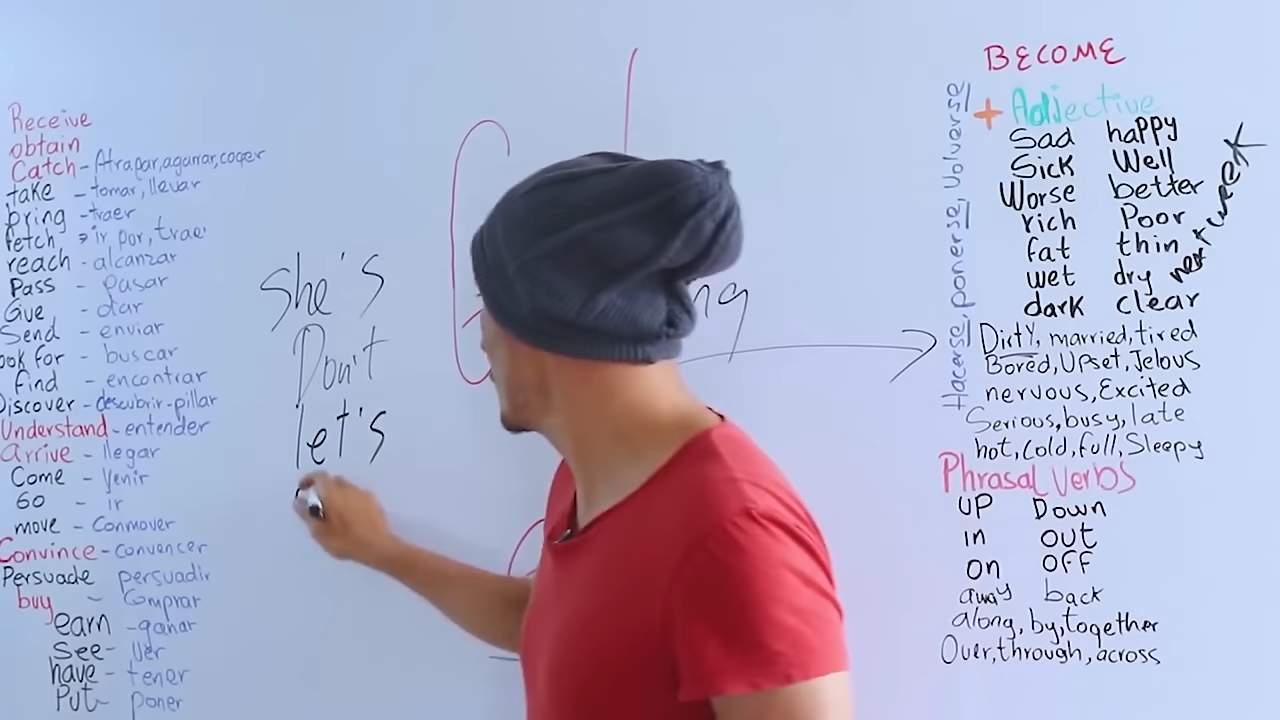 Receive
obtain
Catch - Atrapar, agarrar, coger
take - tomar, llevar
bring - traer
fetch → ir por, traer
reach - alcanzar
Pass - pasar
Give - dar
Send - enviar
ook for - buscar
find - encontrar
Discover - descubrir - pillar
Understand - entender
arrive - llegar
Come - Venir
GO - ir
move - Conmover
Convince - convencer
Persuade persuadir
buy - Comprar
earn - ganar
See - Ver
have - tener
Put - poner
She's
Don't
let's
ng
BECOME
+ Adjective
Hacerse, ponerse, Volverse
Sad happy
Sick Well
Worse better
rich Poor
fat thin
wet dry
dark clear
next week
Dirty, married, tired
Bored, Upset, Jelous
nervous, Excited
Serious, busy, late
hot, Cold, full, Sleepy
Phrasal Verbs
UP Down
in out
on OFF
away back
along, by, together
Over, through, across